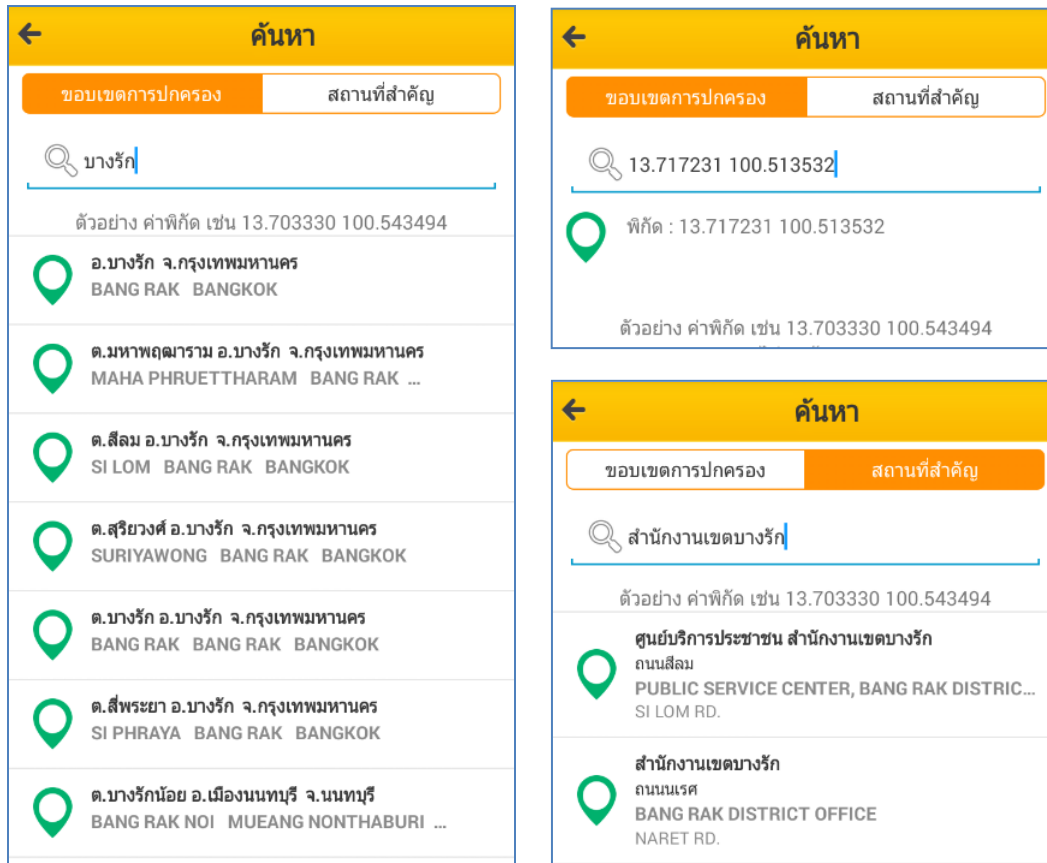 ค้นหา
ขอบเขตการปกครอง สถานที่สำคัญ
บางรัก
ตัวอย่าง ค่าพิกัด เช่น 13.703330 100.543494
อ.บางรัก จ.กรุงเทพมหานคร
BANG RAK BANGKOK
ต.มหาพฤฒาราม อ.บางรัก จ.กรุงเทพมหานคร
MAHA PHRUETTHARAM BANG RAK ...
ต.สีลม อ.บางรัก จ.กรุงเทพมหานคร
SI LOM BANG RAK BANGKOK
ต.สุริยวงศ์ อ.บางรัก จ.กรุงเทพมหานคร
SURIYAWONG BANG RAK BANGKOK
ต.บางรัก อ.บางรัก จ.กรุงเทพมหานคร
BANG RAK BANG RAK BANGKOK
ต.สี่พระยา อ.บางรัก จ.กรุงเทพมหานคร
SI PHRAYA BANG RAK BANGKOK
ต.บางรักน้อย อ.เมืองนนทบุรี จ.นนทบุรี
BANG RAK NOI MUEANG NONTHABURI ...
ค้นหา
ขอบเขตการปกครอง สถานที่สำคัญ
13.717231 100.513532
พิกัด : 13.717231 100.513532
ตัวอย่าง ค่าพิกัด เช่น 13.703330 100.543494
ค้นหา
ขอบเขตการปกครอง สถานที่สำคัญ
สำนักงานเขตบางรัก
ตัวอย่าง ค่าพิกัด เช่น 13.703330 100.543494
ศูนย์บริการประชาชน สำนักงานเขตบางรัก
ถนนสีลม
PUBLIC SERVICE CENTER, BANG RAK DISTRIC...
SI LOM RD.
สำนักงานเขตบางรัก
ถนนนเรศ
BANG RAK DISTRICT OFFICE
NARET RD.